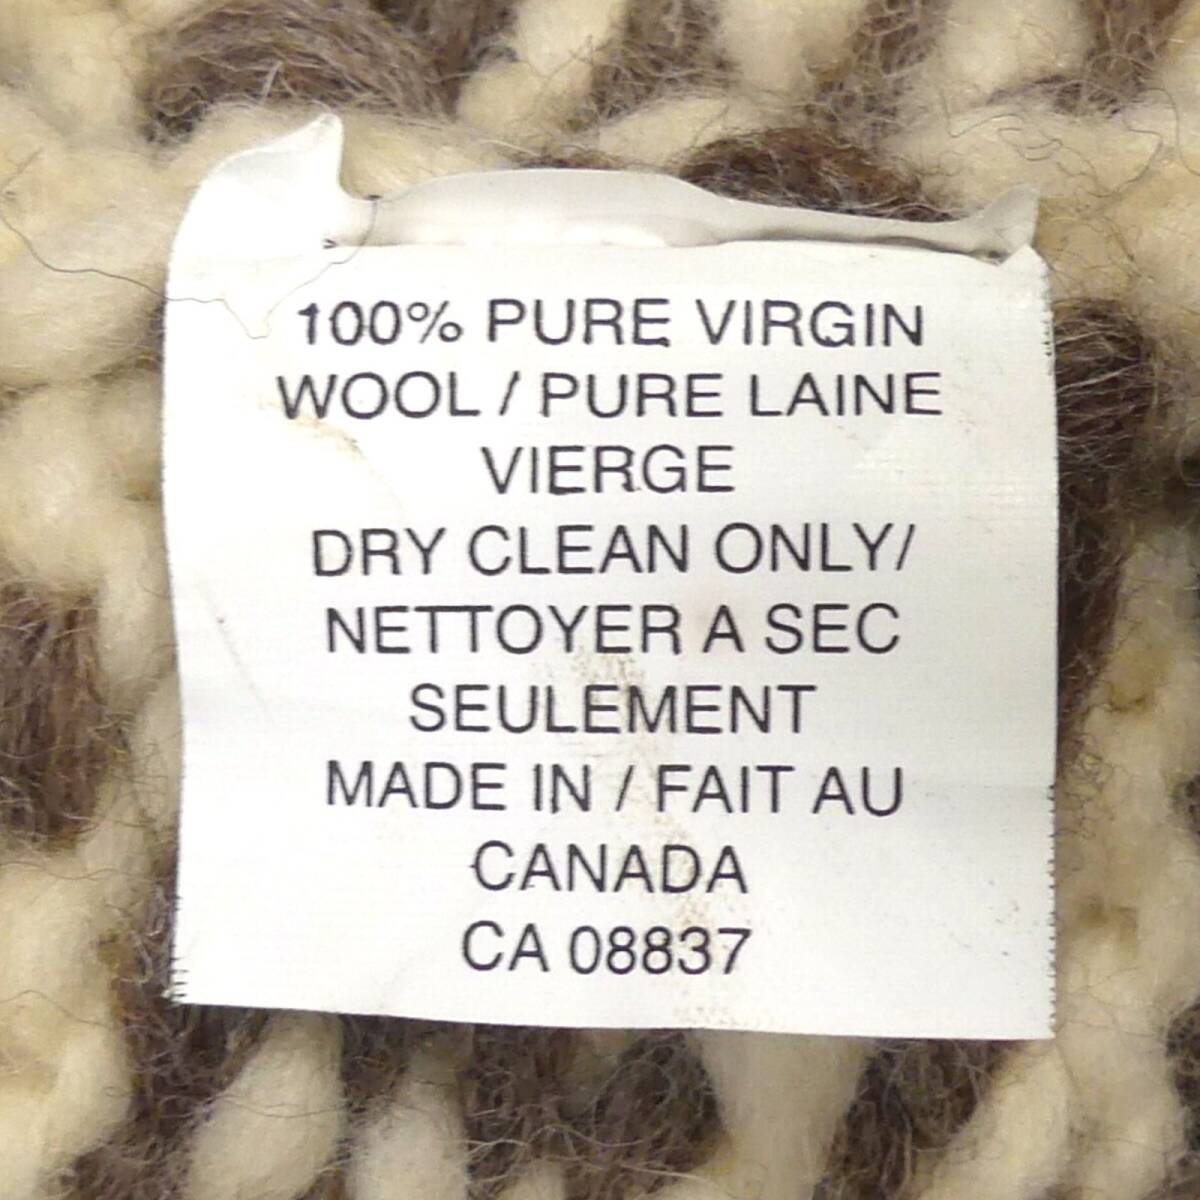 100% PURE VIRGIN
WOOL / PURE LAINE
VIERGE
DRY CLEAN ONLY/
NETTOYER A SEC
SEULEMENT
MADE IN / FAIT AU
CANADA
CA 08837